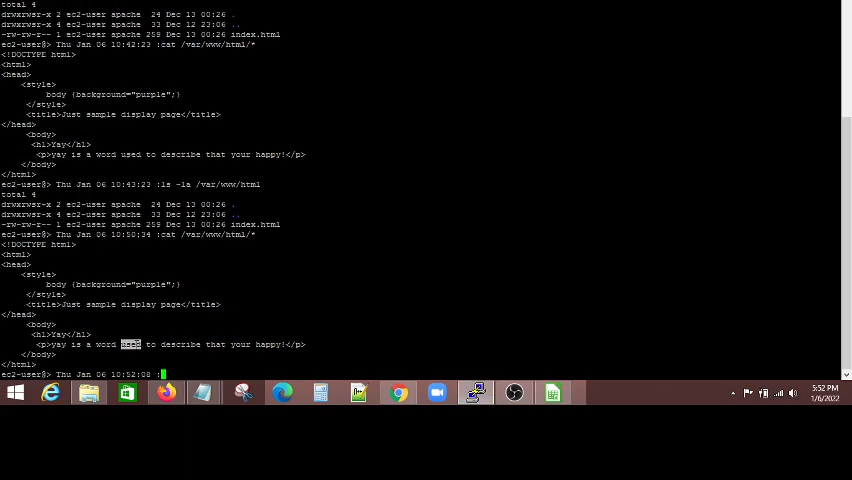 total 4
drwxrwsr-x 2 ec2-user apache  24 Dec 13 00:26 .
drwxrwsr-x 4 ec2-user apache  33 Dec 12 23:06 ..
-rw-rw-r-- 1 ec2-user apache 259 Dec 13 00:26 index.html
ec2-user@> Thu Jan 06 10:42:23 :cat /var/www/html/*
<!DOCTYPE html>
<html>
<head>
    <style>
        body {background="purple";}
     </style>
     <title>Just sample display page</title>
</head>
     <body>
      <h1>Yay</h1>
       <p>yay is a word used to describe that your happy!</p>
     </body>
</html>
ec2-user@> Thu Jan 06 10:43:23 :ls -la /var/www/html
total 4
drwxrwsr-x 2 ec2-user apache  24 Dec 13 00:26 .
drwxrwsr-x 4 ec2-user apache  33 Dec 12 23:06 ..
-rw-rw-r-- 1 ec2-user apache 259 Dec 13 00:26 index.html
ec2-user@> Thu Jan 06 10:50:34 :cat /var/www/html/*
<!DOCTYPE html>
<html>
<head>
    <style>
        body {background="purple";}
     </style>
     <title>Just sample display page</title>
</head>
     <body>
      <h1>Yay</h1>
       <p>yay is a word used to describe that your happy!</p>
     </body>
</html>
ec2-user@> Thu Jan 06 10:52:08 :
5:52 PM
1/6/2022